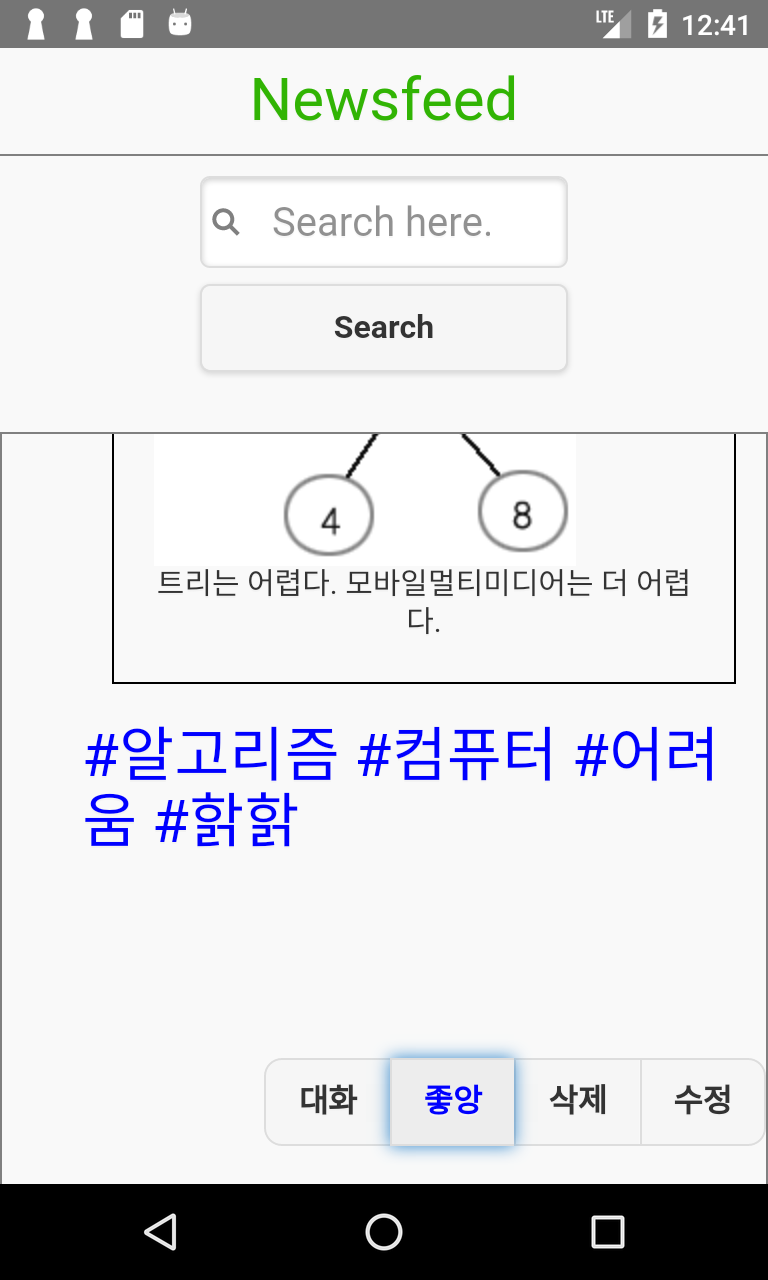 LTE 12:41
Newsfeed
Search here.
Search
4 8
트리는 어렵다. 모바일멀티미디어는 더 어렵
다.
#알고리즘 #컴퓨터 #어려
움 #핡핡
대화 좋앙 삭제 수정